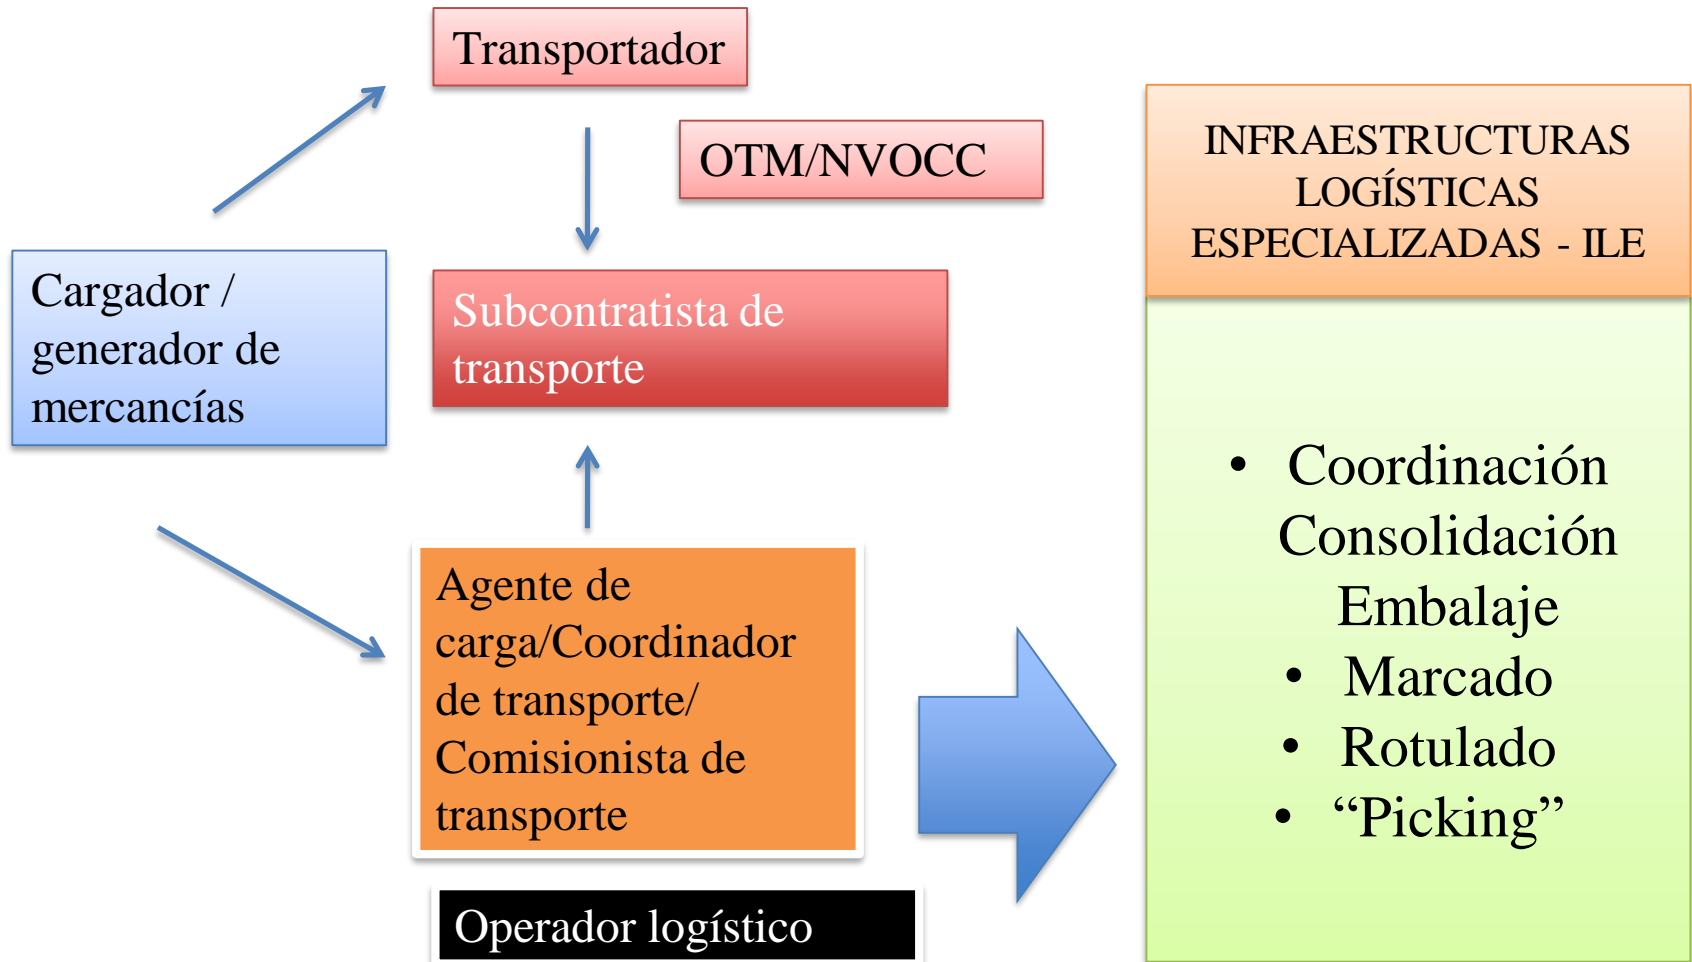 Transportador
OTM/NVOCC
Cargador /
generador de
mercancías
Subcontratista de
transporte
Agente de
carga/Coordinador
de transporte/
Comisionista de
transporte
Operador logístico
INFRAESTRUCTURAS
LOGÍSTICAS
ESPECIALIZADAS - ILE
• Coordinación
Consolidación
Embalaje
• Marcado
• Rotulado
• “Picking”